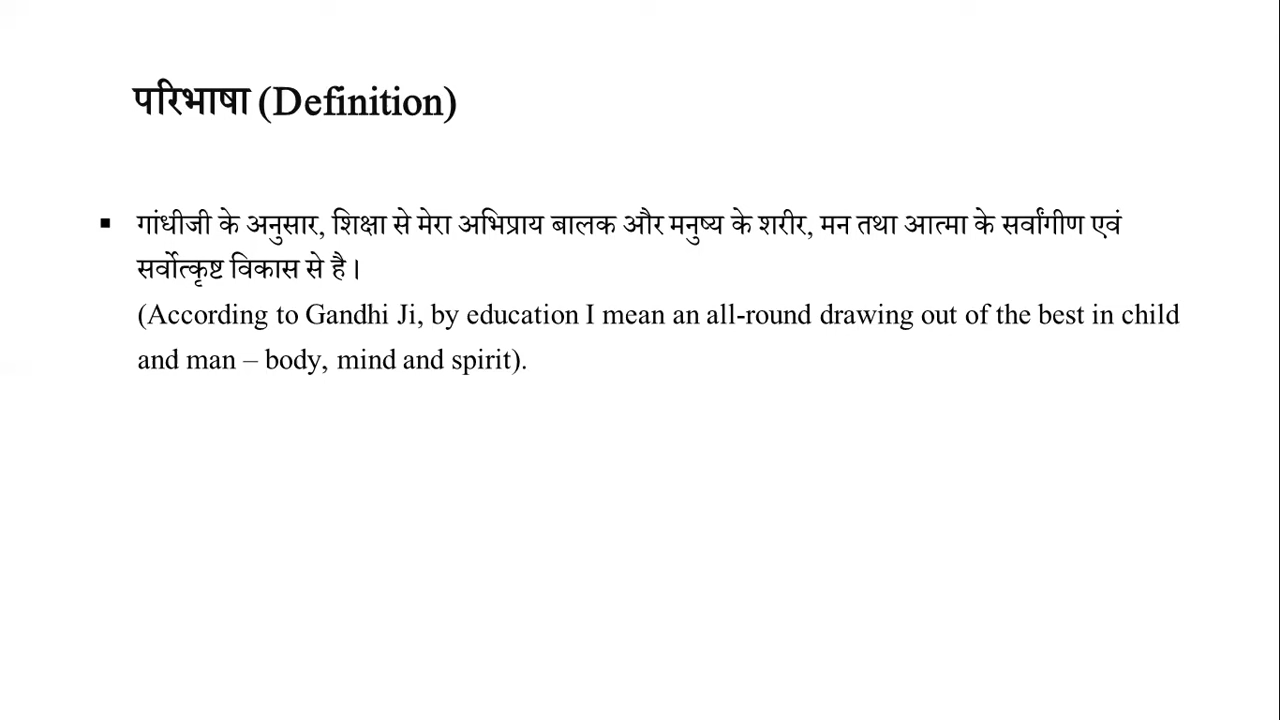 परिभाषा (Definition)
▪ गांधीजी के अनुसार, शिक्षा से मेरा अभिप्राय बालक और मनुष्य के शरीर, मन तथा आत्मा के सर्वांगीण एवं
सर्वोत्कृष्ट विकास से है।
(According to Gandhi Ji, by education I mean an all-round drawing out of the best in child
and man – body, mind and spirit).